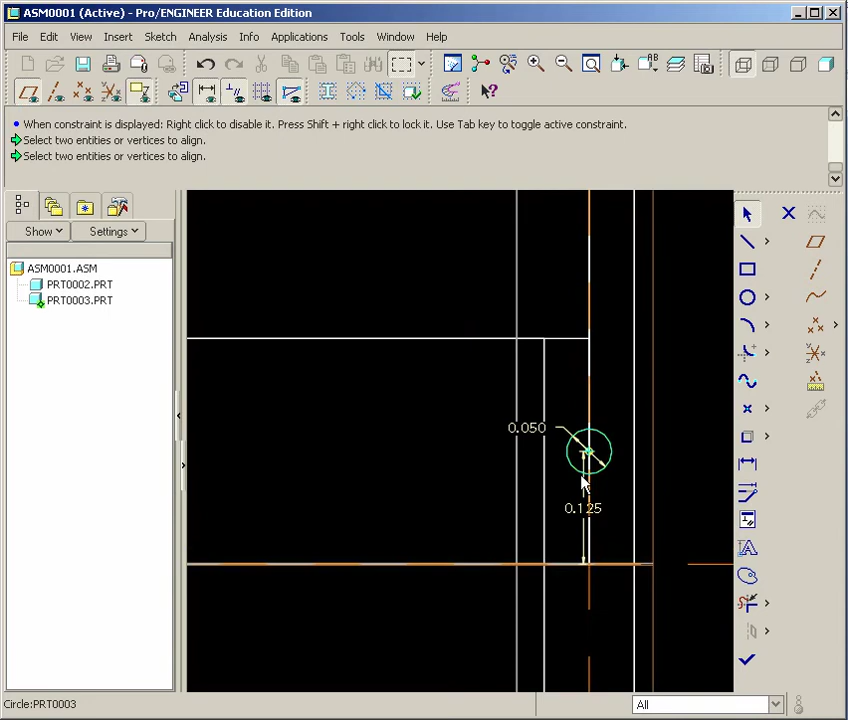 ASM0001 (Active) - Pro/ENGINEER Education Edition
File Edit View Insert Sketch Analysis Info Applications Tools Window Help
When constraint is displayed: Right click to disable it. Press Shift + right click to lock it. Use Tab key to toggle active constraint.
Select two entities or vertices to align.
Select two entities or vertices to align.
Show Settings
ASM0001.ASM
PRT0002.PRT
PRT0003.PRT
0.050
0.125
Circle:PRT0003
All